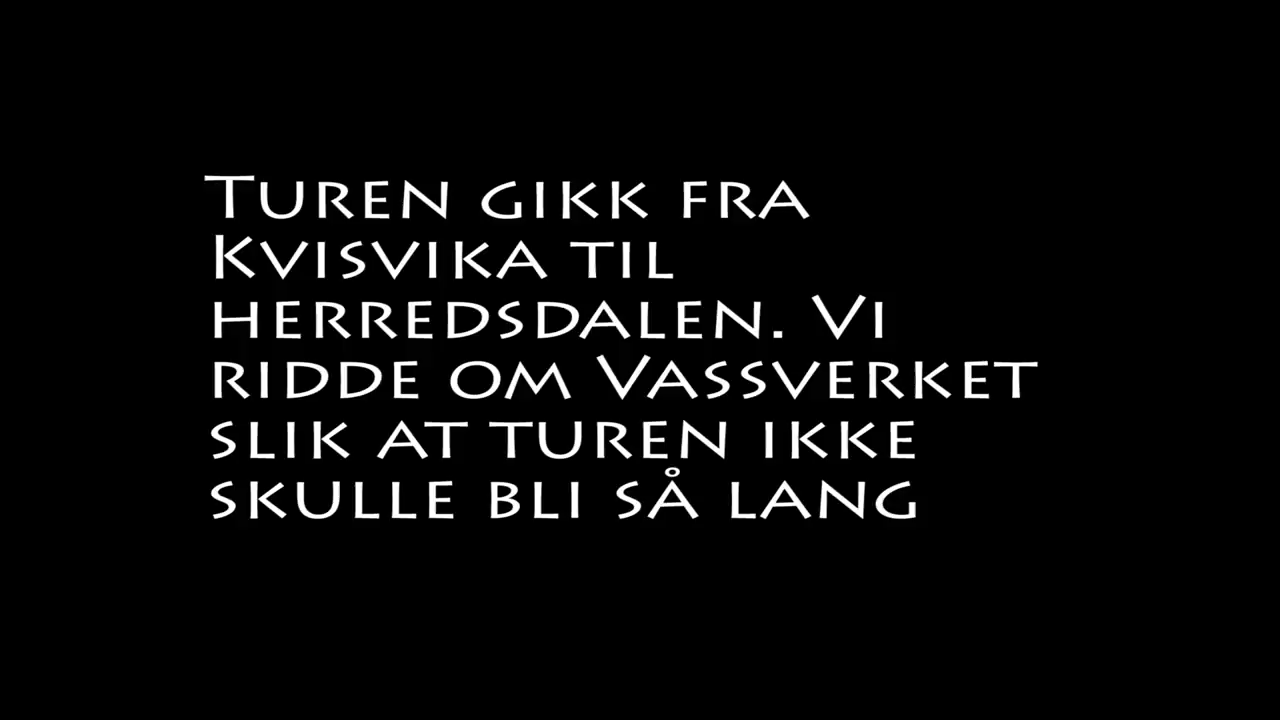 Turen gikk fra
Kvisvika til
herredsdalen. Vi
ridde om Vassverket
slik at turen ikke
skulle bli så lang